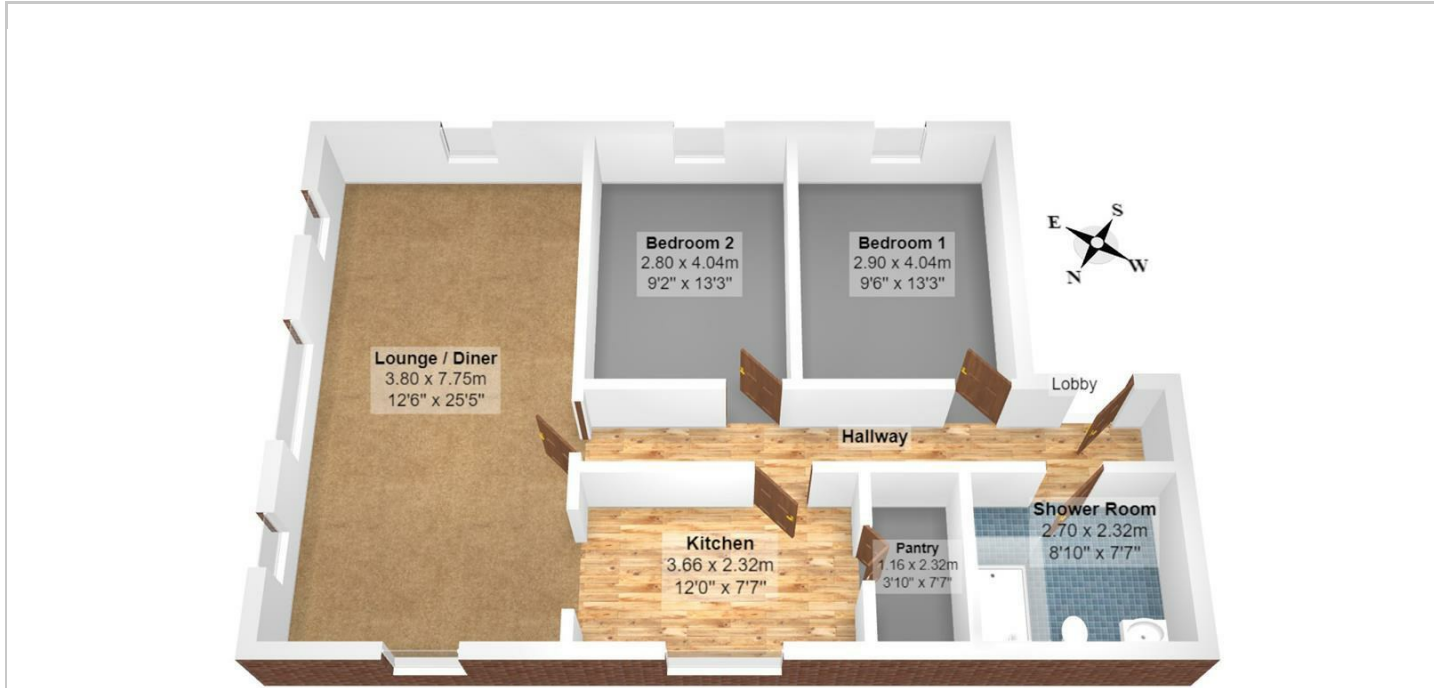 Bedroom 2
2.80 x 4.04m
9'2" x 13'3"
Bedroom 1
2.90 x 4.04m
9'6" x 13'3"
E
S
N
W
Lounge / Diner
3.80 x 7.75m
12'6" x 25'5"
Lobby
Hallway
Kitchen
3.66 x 2.32m
12'0" x 7'7"
Pantry
1.16 x 2.32m
3'10" x 7'7"
Shower Room
2.70 x 2.32m
8'10" x 7'7"